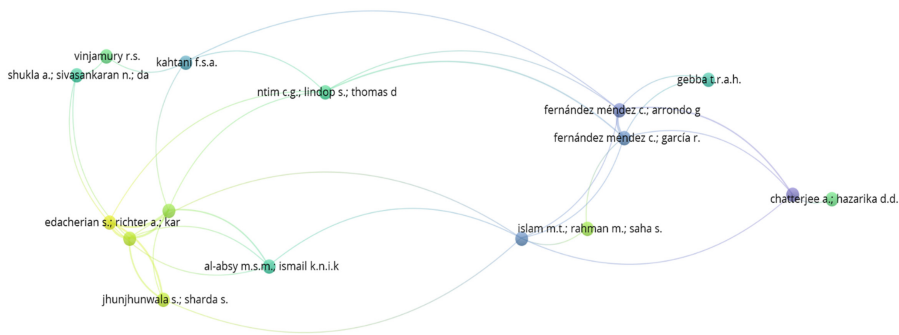 vinjamury r.s.
kahtani f.s.a.
shukla a.; sivasankaran n.; da
gebba t.r.a.h.
ntim c.g.; lindop s.; thomas d
fernández méndez c.; arrondo g
fernández méndez c.; garcía r.
chatterjee a.; hazarika d.d.
edacherian s.; richter a.; kar
islam m.t.; rahman m.; saha s.
al-absy m.s.m.; ismail k.n.i.k
jhunjhunwala s.; sharda s.